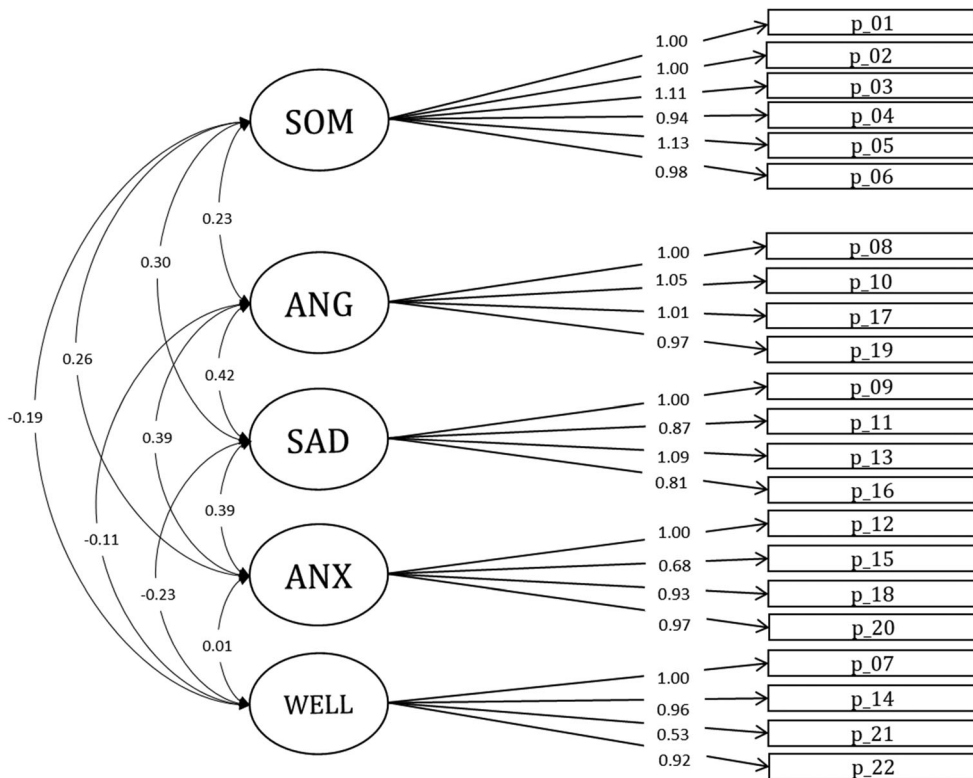 p_01
1.00
p_02
1.00
p_03
1.11
SOM
p_04
0.94
p_05
1.13
p_06
0.98
0.23
p_08
1.00
0.30
p_10
1.05
ANG
p_17
1.01
p_19
0.97
0.26
0.42
p_09
1.00
-0.19
p_11
0.87
0.39
SAD
p_13
1.09
p_16
0.81
0.39
p_12
1.00
-0.11
p_15
0.68
ANX
p_18
0.93
-0.23
p_20
0.97
0.01
p_07
1.00
WELL
p_14
0.96
p_21
0.53
p_22
0.92